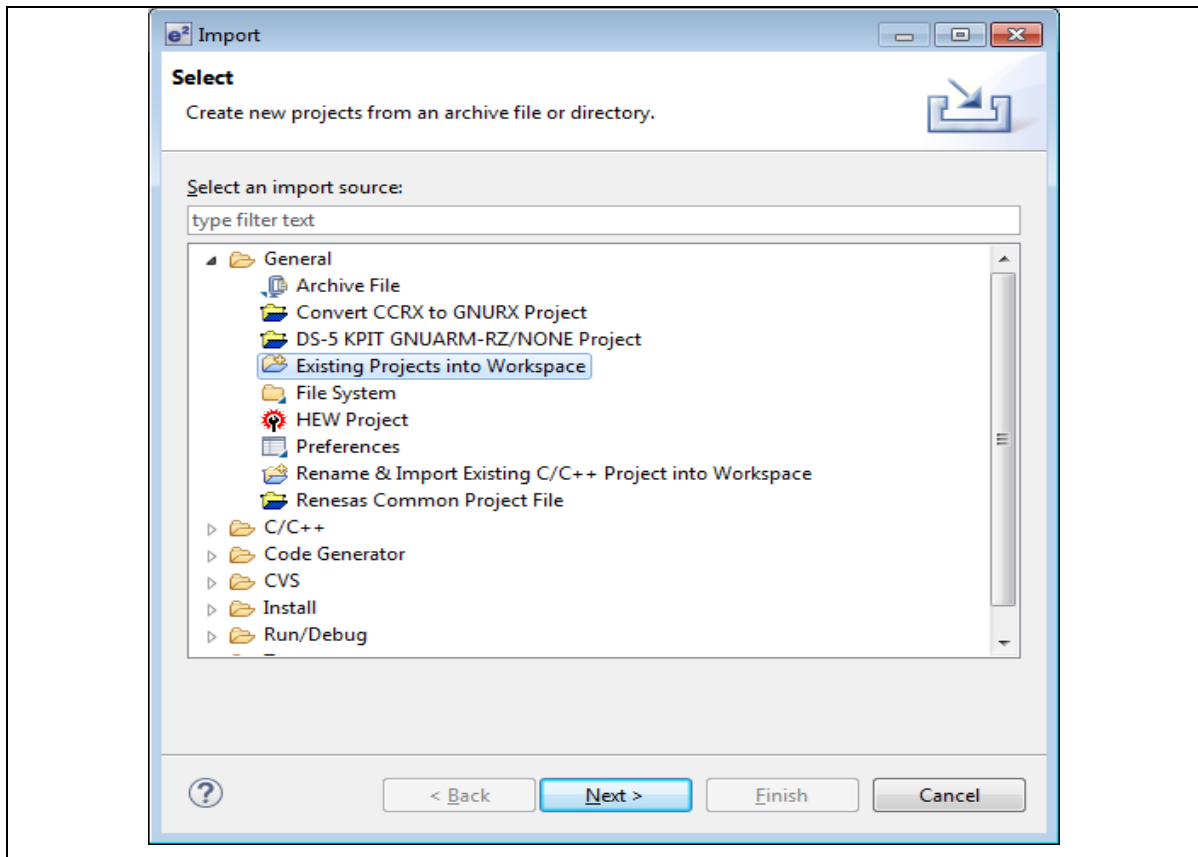 e² Import
Select
Create new projects from an archive file or directory.
Select an import source:
type filter text
General
Archive File
Convert CCRX to GNURX Project
DS-5 KPIT GNUARM-RZ/NONE Project
Existing Projects into Workspace
File System
HEW Project
Preferences
Rename & Import Existing C/C++ Project into Workspace
Renesas Common Project File
C/C++
Code Generator
CVS
Install
Run/Debug
? < Back Next > Finish Cancel